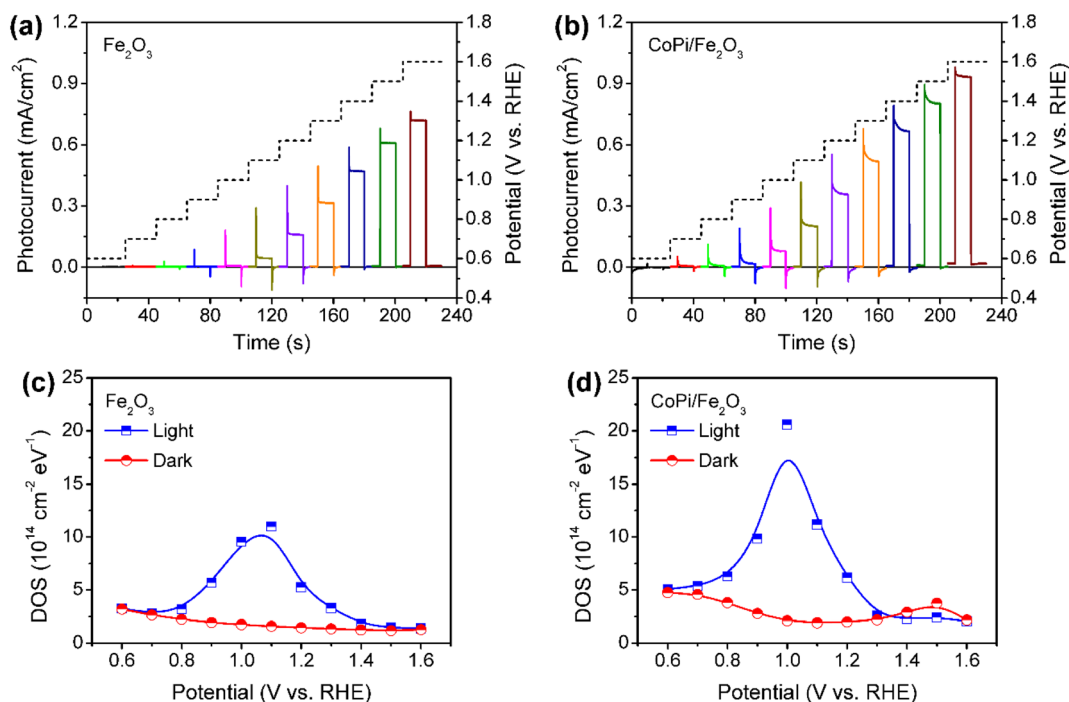 (a)
Fe₂O₃
Photocurrent (mA/cm²)
1.2
0.9
0.6
0.3
0.0
Potential (V vs. RHE)
1.8
1.6
1.4
1.2
1.0
0.8
0.6
0.4
0 40 80 120 160 200 240
Time (s)
(b)
CoPi/Fe₂O₃
Photocurrent (mA/cm²)
1.2
0.9
0.6
0.3
0.0
Potential (V vs. RHE)
1.8
1.6
1.4
1.2
1.0
0.8
0.6
0.4
0 40 80 120 160 200 240
Time (s)
(c)
Fe₂O₃
Light
Dark
DOS (10¹⁴ cm⁻² eV⁻¹)
25
20
15
10
5
0
0.6 0.8 1.0 1.2 1.4 1.6
Potential (V vs. RHE)
(d)
CoPi/Fe₂O₃
Light
Dark
DOS (10¹⁴ cm⁻² eV⁻¹)
25
20
15
10
5
0
0.6 0.8 1.0 1.2 1.4 1.6
Potential (V vs. RHE)